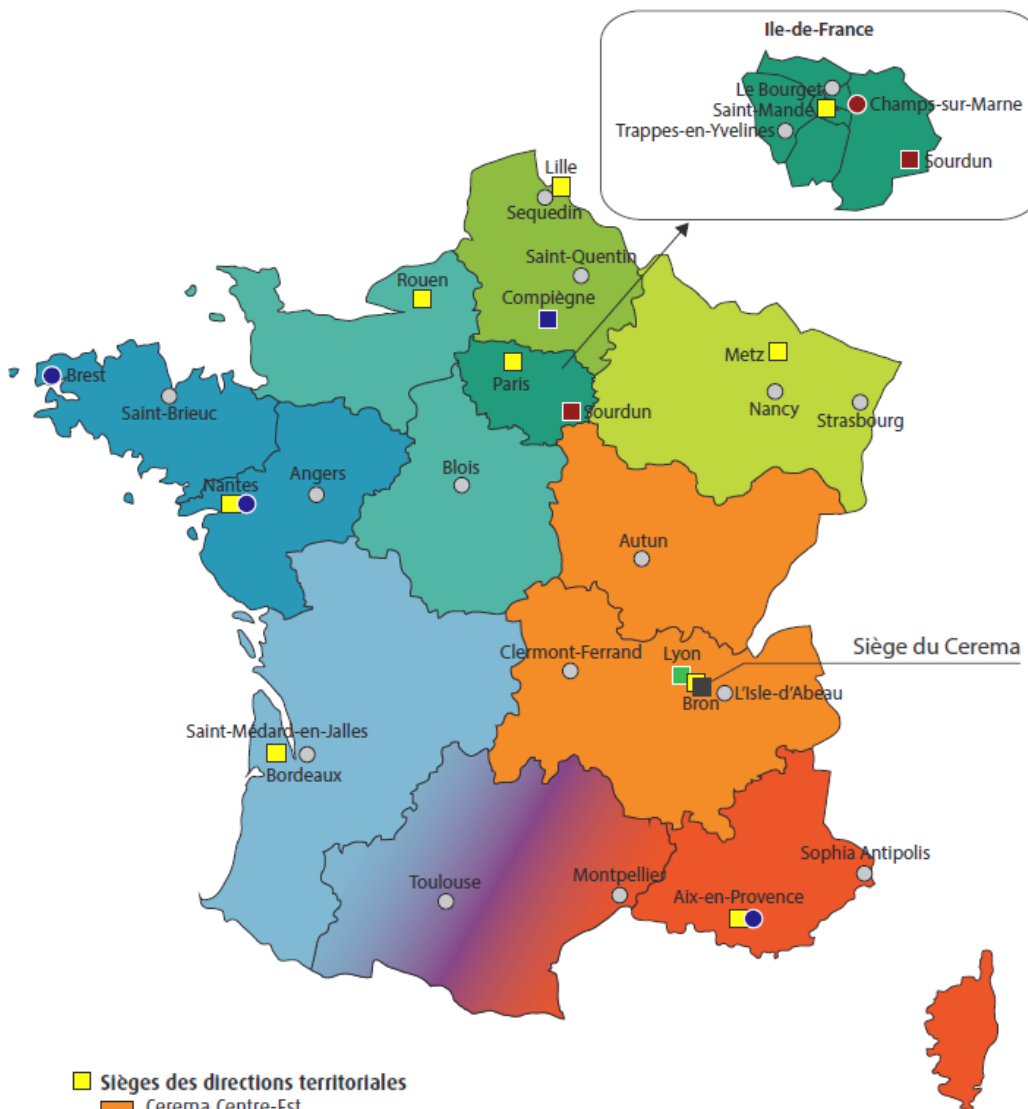 Ile-de-France
Le Bourget
Saint-Mandé
Champs-sur-Marne
Trappes-en-Yvelines
Sourdun
Lille
Sequedin
Saint-Quentin
Rouen
Compiègne
Metz
Brest
Paris
Nancy
Saint-Brieuc
Sourdun
Strasbourg
Blois
Angers
Nantes
Autun
Siège du Cerema
Clermont-Ferrand
Lyon
L'Isle-d'Abeau
Bron
Saint-Médard-en-Jalles
Bordeaux
Sophia Antipolis
Toulouse
Montpellier
Aix-en-Provence
Sièges des directions territoriales
Cerema Centre-Est